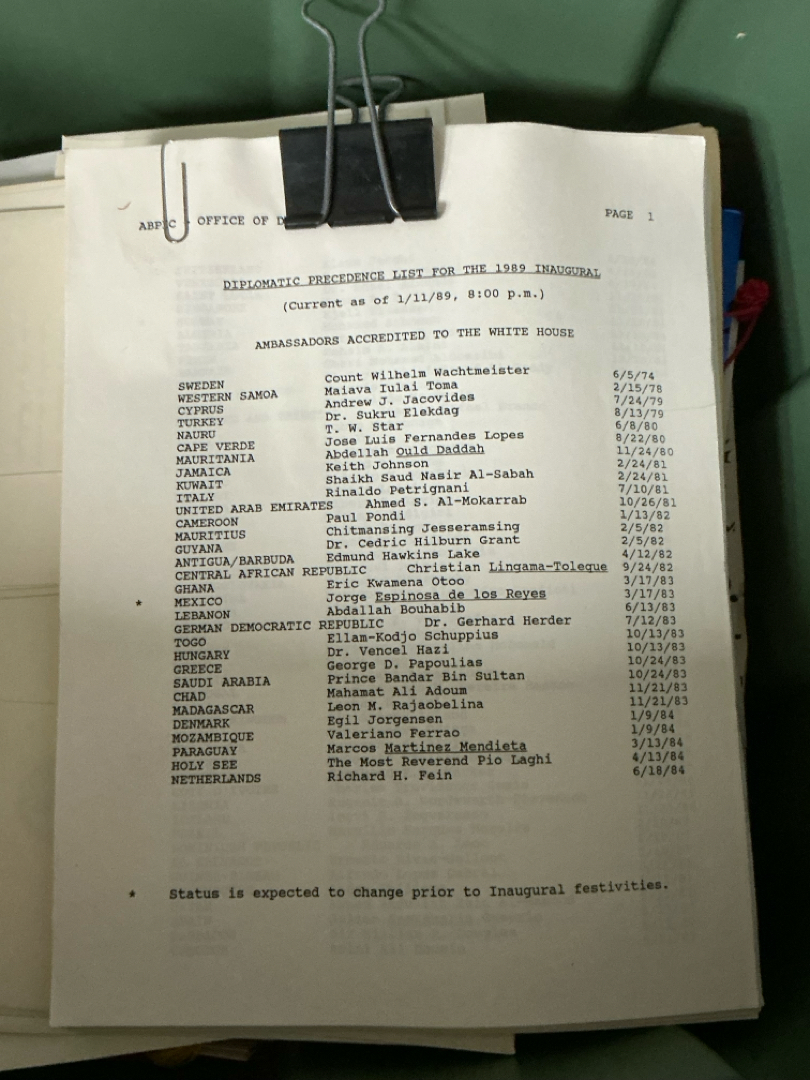 ABPIC - OFFICE OF D
PAGE 1
DIPLOMATIC PRECEDENCE LIST FOR THE 1989 INAUGURAL
(Current as of 1/11/89, 8:00 p.m.)
AMBASSADORS ACCREDITED TO THE WHITE HOUSE
SWEDEN Count Wilhelm Wachtmeister 6/5/74
WESTERN SAMOA Maiava Iulai Toma 2/15/78
CYPRUS Andrew J. Jacovides 7/24/79
TURKEY Dr. Sukru Elekdag 8/13/79
NAURU T. W. Star 6/8/80
CAPE VERDE Jose Luis Fernandes Lopes 8/22/80
MAURITANIA Abdellah Ould Daddah 11/24/80
JAMAICA Keith Johnson 2/24/81
KUWAIT Shaikh Saud Nasir Al-Sabah 2/24/81
ITALY Rinaldo Petrignani 7/10/81
UNITED ARAB EMIRATES Ahmed S. Al-Mokarrab 10/26/81
CAMEROON Paul Pondi 1/13/82
MAURITIUS Chitmansing Jesseramsing 2/5/82
GUYANA Dr. Cedric Hilburn Grant 2/5/82
ANTIGUA/BARBUDA Edmund Hawkins Lake 4/12/82
CENTRAL AFRICAN REPUBLIC Christian Lingama-Toleque 9/24/82
GHANA Eric Kwamena Otoo 3/17/83
* MEXICO Jorge Espinosa de los Reyes 3/17/83
LEBANON Abdallah Bouhabib 6/13/83
GERMAN DEMOCRATIC REPUBLIC Dr. Gerhard Herder 7/12/83
TOGO Ellam-Kodjo Schuppius 10/13/83
HUNGARY Dr. Vencel Hazi 10/13/83
GREECE George D. Papoulias 10/24/83
SAUDI ARABIA Prince Bandar Bin Sultan 10/24/83
CHAD Mahamat Ali Adoum 11/21/83
MADAGASCAR Leon M. Rajaobelina 11/21/83
DENMARK Egil Jorgensen 1/9/84
MOZAMBIQUE Valeriano Ferrao 1/9/84
PARAGUAY Marcos Martinez Mendieta 3/13/84
HOLY SEE The Most Reverend Pio Laghi 4/13/84
NETHERLANDS Richard H. Fein 6/18/84
* Status is expected to change prior to Inaugural festivities.